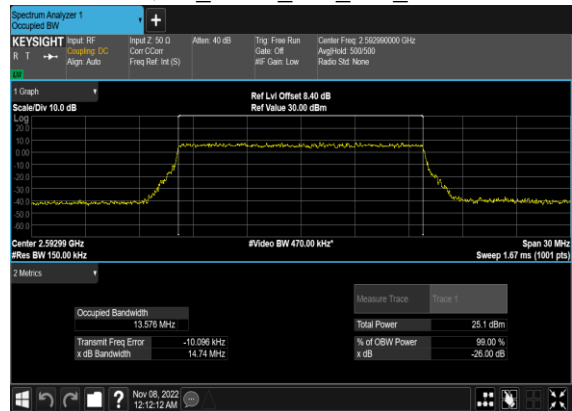 Spectrum Analyzer 1
Occupied BW
KEYSIGHT
R T
LW
Input: RF
Coupling: DC
Align: Auto
Input Z: 50 Ω
Corr CCorr
Freq Ref: Int (S)
Atten: 40 dB
Trig: Free Run
Gate: Off
#IF Gain: Low
Center Freq: 2.592990000 GHz
Avg|Hold: 500/500
Radio Std: None
1 Graph
Scale/Div 10.0 dB
Ref Lvl Offset 8.40 dB
Ref Value 30.00 dBm
Log
20.0
10.0
0.00
-10.0
-20.0
-30.0
-40.0
-50.0
-60.0
Center 2.59299 GHz
#Res BW 150.00 kHz
#Video BW 470.00 kHz*
Span 30 MHz
Sweep 1.67 ms (1001 pts)
2 Metrics
Measure Trace Trace 1
Occupied Bandwidth
13.576 MHz
Total Power 25.1 dBm
Transmit Freq Error -10.096 kHz
x dB Bandwidth 14.74 MHz
% of OBW Power 99.00 %
x dB -26.00 dB
?
Nov 08, 2022
12:12:12 AM